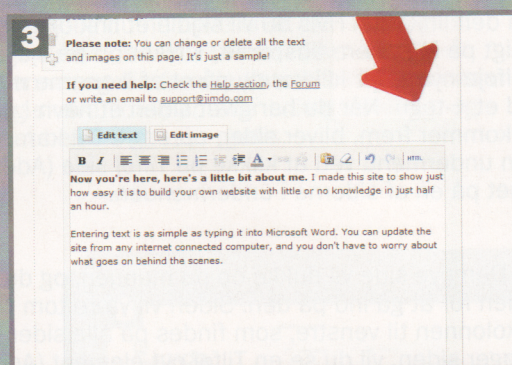 3
Please note: You can change or delete all the text
and images on this page. It's just a sample!
If you need help: Check the Help section, the Forum
or write an email to support@jimdo.com
Edit text Edit image
B I A HTML
Now you're here, here's a little bit about me. I made this site to show just
how easy it is to build your own website with little or no knowledge in just half
an hour.
Entering text is as simple as typing it into Microsoft Word. You can update the
site from any internet connected computer, and you don't have to worry about
what goes on behind the scenes.